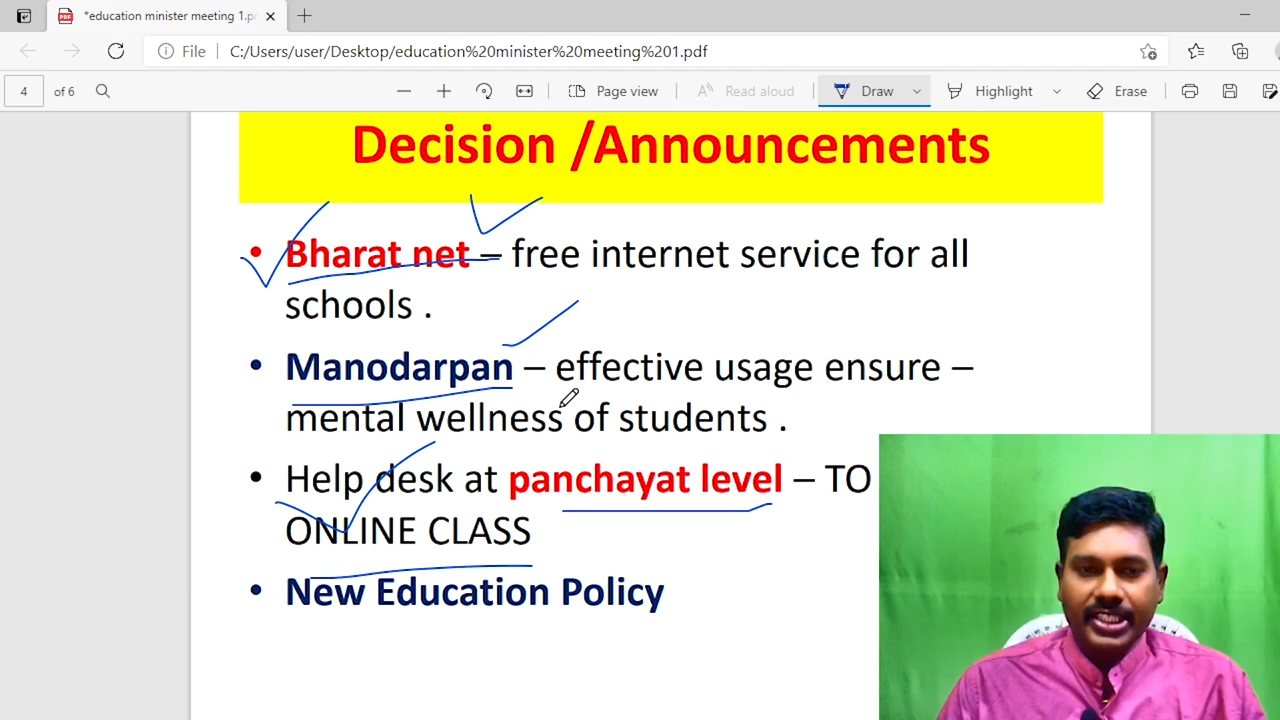 *education minister meeting 1.p
File C:/Users/user/Desktop/education%20minister%20meeting%201.pdf
4 of 6 Page view Read aloud Draw Highlight Erase
Decision /Announcements
• Bharat net – free internet service for all
schools .
• Manodarpan – effective usage ensure –
mental wellness of students .
• Help desk at panchayat level – TO
ONLINE CLASS
• New Education Policy